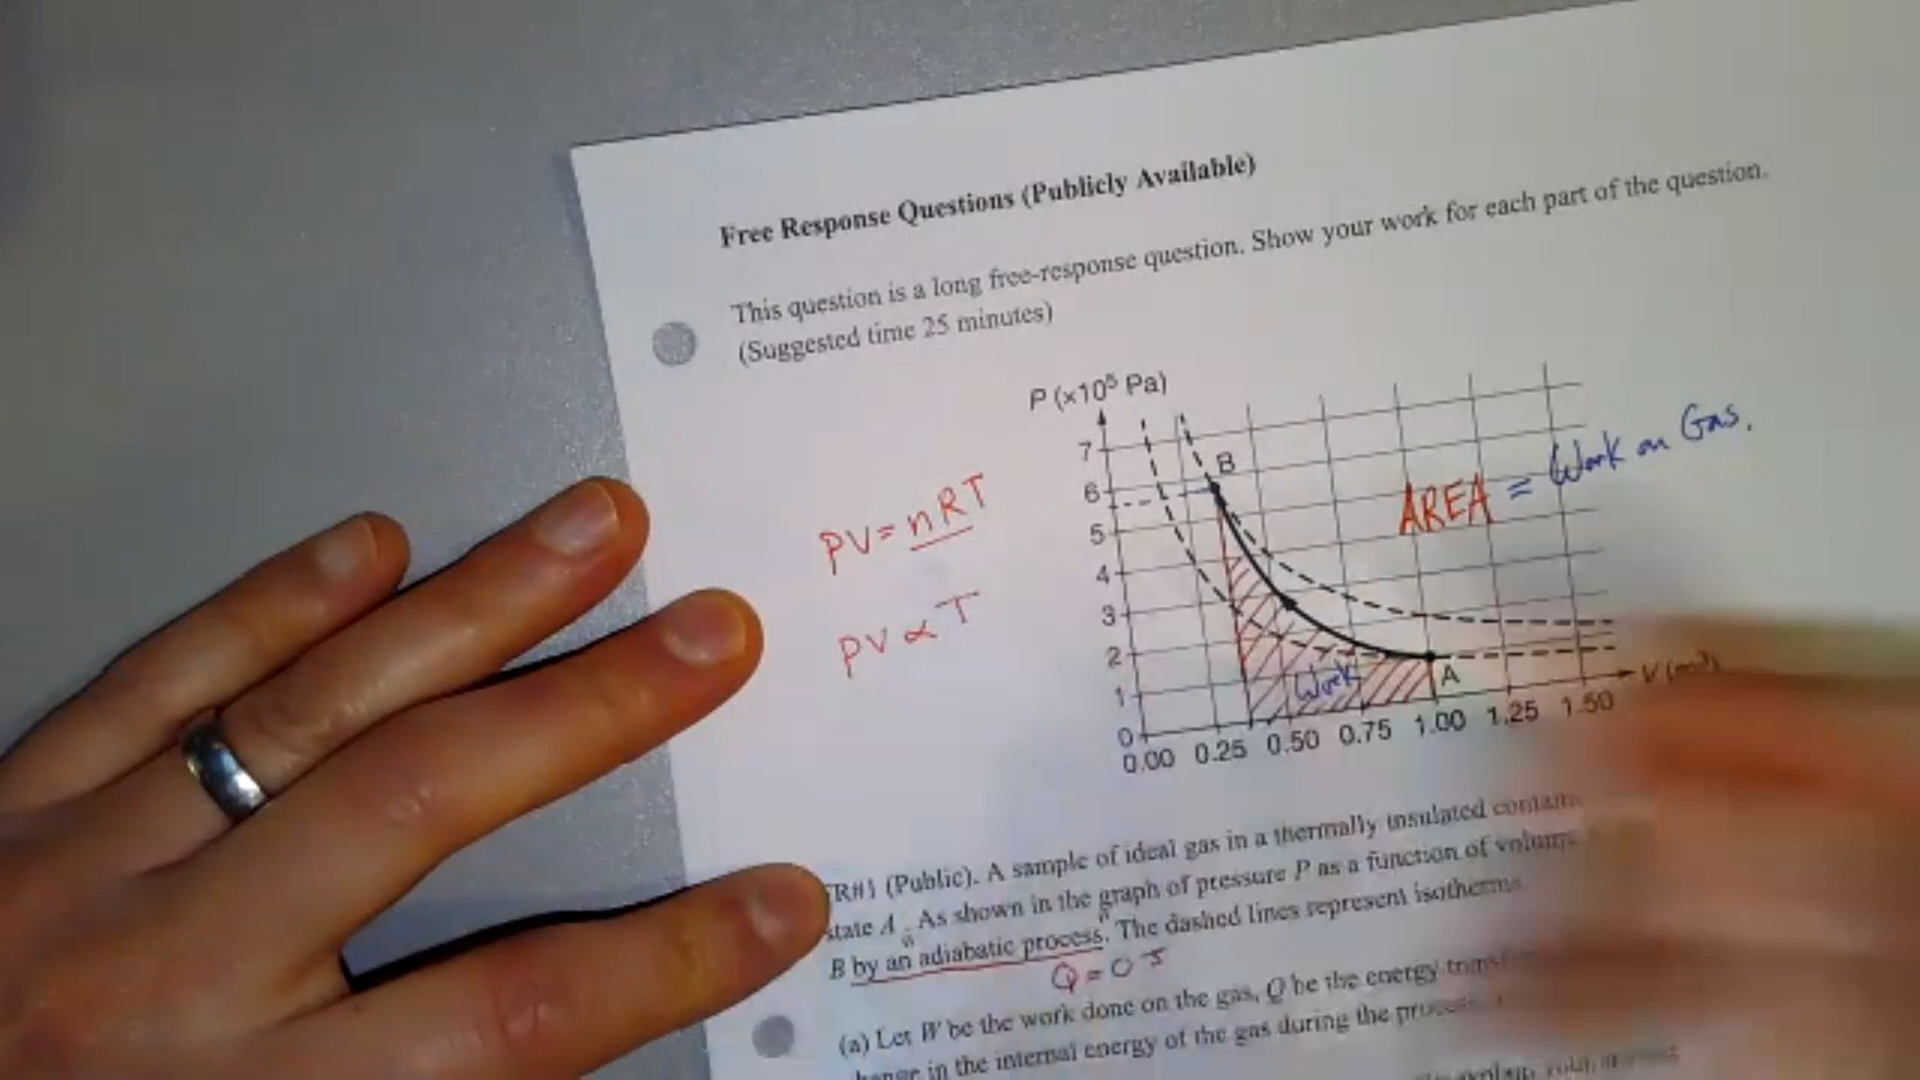 Free Response Questions (Publicly Available)
This question is a long free-response question. Show your work for each part of the question.
(Suggested time 25 minutes)
P (×10⁵ Pa)
7
B
6
AREA = Work on Gas.
PV = nRT
5
4
3
PV ∝ T
2
Work
A
V
1
0
0.00 0.25 0.50 0.75 1.00 1.25 1.50
R#1 (Public). A sample of ideal gas in a thermally insulated
state A. As shown in the graph of pressure P as a function of volume
B by an adiabatic process. The dashed lines represent isotherms
Q = 0 J
(a) Let W be the work done on the gas, Q be the energy
in the internal energy of the gas during the
explain